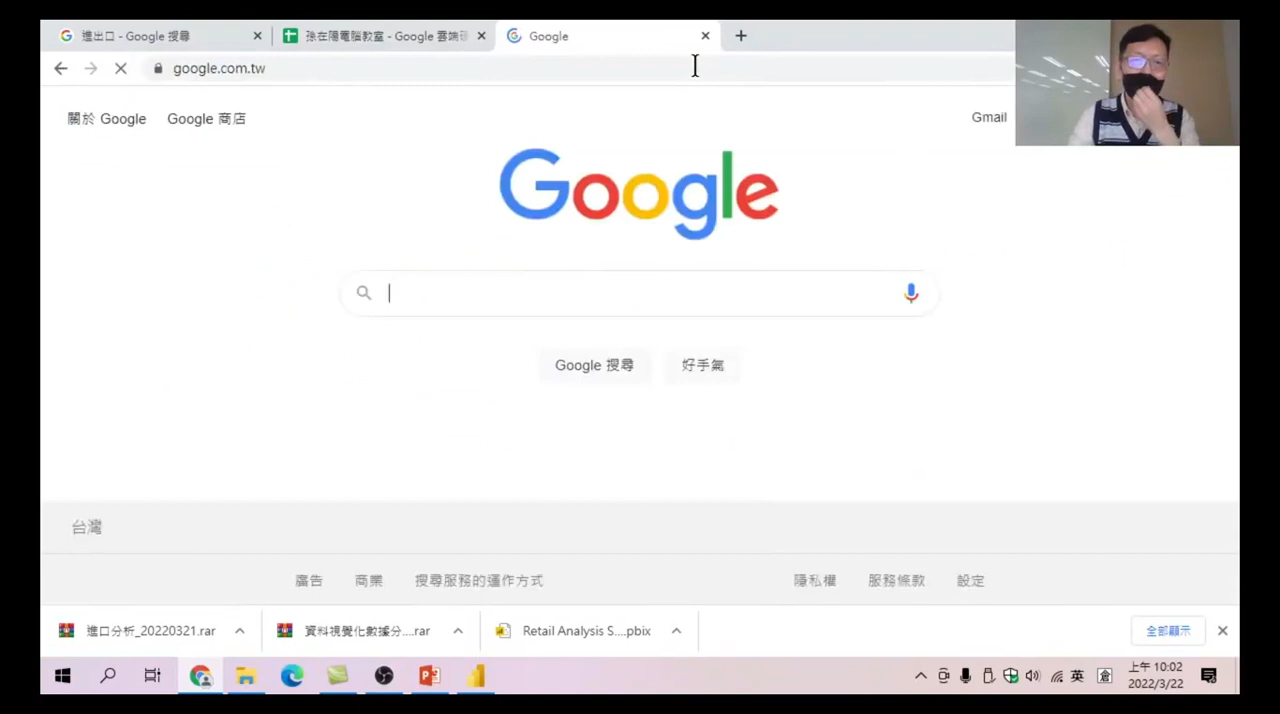 進出口 - Google 搜尋
孫在陽電腦教室 - Google 雲端
Google
google.com.tw
關於 Google
Google 商店
Gmail
Google
Google 搜尋
好手氣
台灣
廣告
商業
搜尋服務的運作方式
隱私權
服務條款
設定
進口分析_20220321.rar
資料視覺化數據分....rar
Retail Analysis S....pbix
全部顯示
英
倉
上午 10:02
2022/3/22